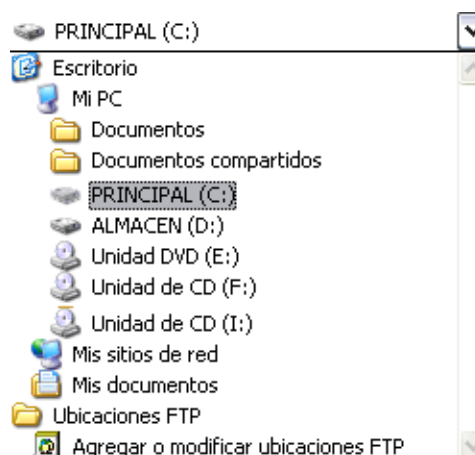 PRINCIPAL (C:)
Escritorio
Mi PC
Documentos
Documentos compartidos
PRINCIPAL (C:)
ALMACEN (D:)
Unidad DVD (E:)
Unidad de CD (F:)
Unidad de CD (I:)
Mis sitios de red
Mis documentos
Ubicaciones FTP
Agregar o modificar ubicaciones FTP